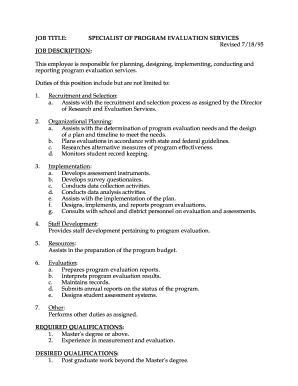 JOB TITLE: SPECIALIST OF PROGRAM EVALUATION SERVICES
Revised 7/18/95
JOB DESCRIPTION:
This employee is responsible for planning, designing, implementing, conducting and
reporting program evaluation services.
Duties of this position include but are not limited to:
1. Recruitment and Selection:
a. Assists with the recruitment and selection process as assigned by the Director
of Research and Evaluation Services.
2. Organizational Planning:
a. Assists with the determination of program evaluation needs and the design
of a plan and timeline to meet the needs.
b. Plans evaluations in accordance with state and federal guidelines.
c. Researches alternative measures of program effectiveness.
d. Monitors student record keeping.
3. Implementation:
a. Develops assessment instruments.
b. Develops survey questionaires.
c. Conducts data collection activities.
d. Conducts data analysis activities.
e. Assists with the implementation of the plan.
f. Designs, implements, and reports program evaluations.
g. Consults with school and district personnel on evaluation and assessments.
4. Staff Development:
Provides staff development pertaining to program evaluation.
5. Resources:
Assists in the preparation of the program budget.
6. Evaluation:
a. Prepares program evaluation reports.
b. Interprets program evaluation results.
c. Maintains records.
d. Submits annual reports on the status of the program.
e. Designs student assessment systems.
7. Other:
Performs other duties as assigned.
REQUIRED QUALIFICATIONS:
1. Master's degree or above.
2. Experience in measurement and evaluation.
DESIRED QUALIFICATIONS:
1. Post graduate work beyond the Master's degree.